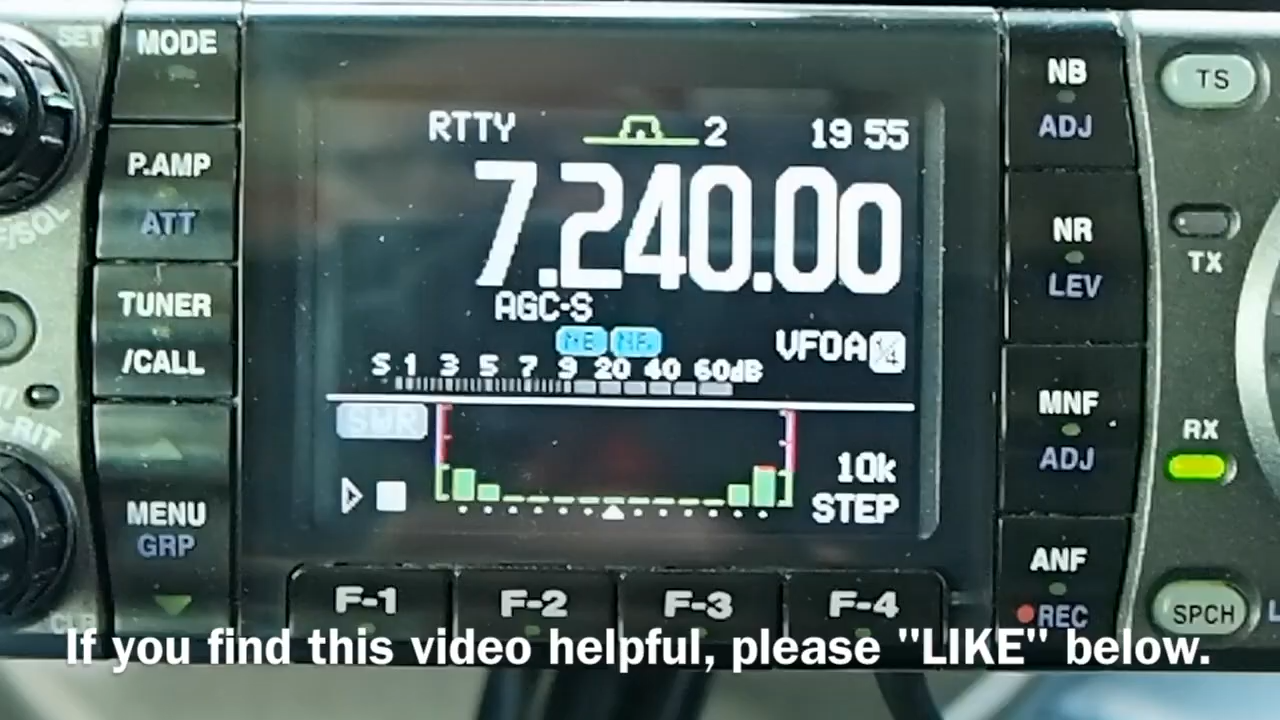 SET
MODE
P.AMP
ATT
TUNER
/CALL
MENU
GRP
RTTY 2 19 55
7.240.00
AGC-S
VFOA
S 1 3 5 7 9 20 40 60dB
SWR
10k
STEP
F-1 F-2 F-3 F-4
NB
ADJ
NR
LEV
MNF
ADJ
ANF
REC
TS
TX
RX
SPCH
If you find this video helpful, please "LIKE" below.